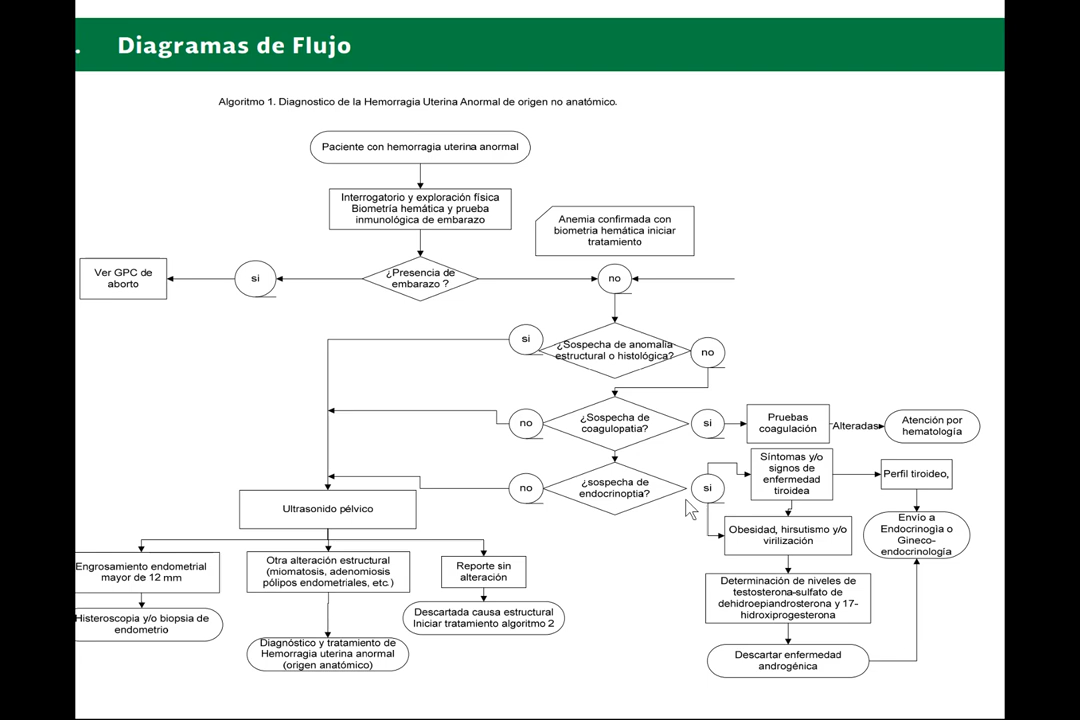 . Diagramas de Flujo
Algoritmo 1. Diagnostico de la Hemorragia Uterina Anormal de origen no anatómico.
Paciente con hemorragia uterina anormal
Interrogatorio y exploración física
Biometría hemática y prueba
inmunológica de embarazo
Anemia confirmada con
biometria hemática iniciar
tratamiento
Ver GPC de
aborto
si
¿Presencia de
embarazo ?
no
si
¿Sospecha de anomalía
estructural o histológica?
no
no
¿Sospecha de
coagulopatia?
si
Pruebas
coagulación
Alteradas
Atención por
hematología
no
¿sospecha de
endocrinoptia?
si
Síntomas y/o
signos de
enfermedad
tiroidea
Perfil tiroideo,
Ultrasonido pélvico
Obesidad, hirsutismo y/o
virilización
Envío a
Endocrinogìa o
Gineco-
endocrinología
Engrosamiento endometrial
mayor de 12 mm
Otra alteración estructural
(miomatosis, adenomiosis
pólipos endometriales, etc.)
Reporte sin
alteración
Determinación de niveles de
testosterona-sulfato de
dehidroepiandrosterona y 17-
hidroxiprogesterona
Histeroscopia y/o biopsia de
endometrio
Descartada causa estructural
Iniciar tratamiento algoritmo 2
Diagnóstico y tratamiento de
Hemorragia uterina anormal
(origen anatómico)
Descartar enfermedad
androgénica